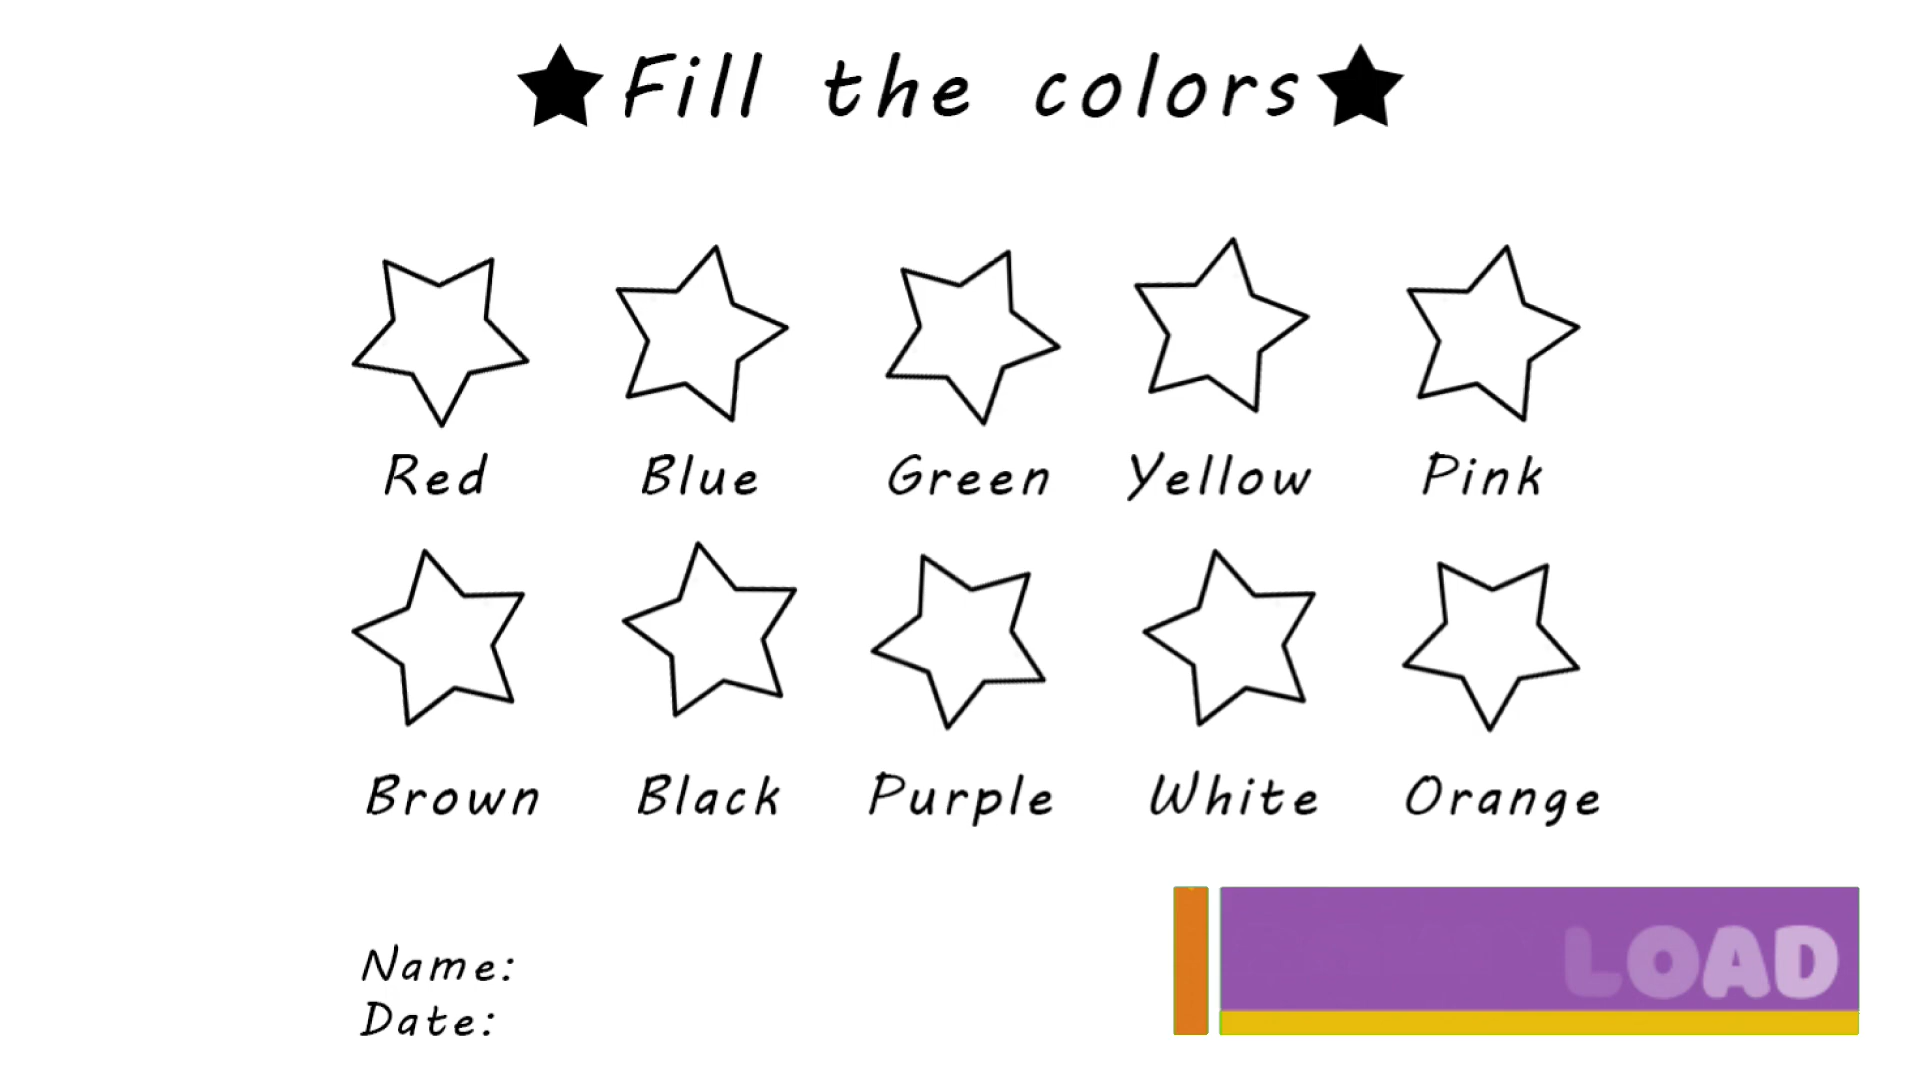 Fill the colors
Red Blue Green Yellow Pink
Brown Black Purple White Orange
Name:
Date:
LOAD